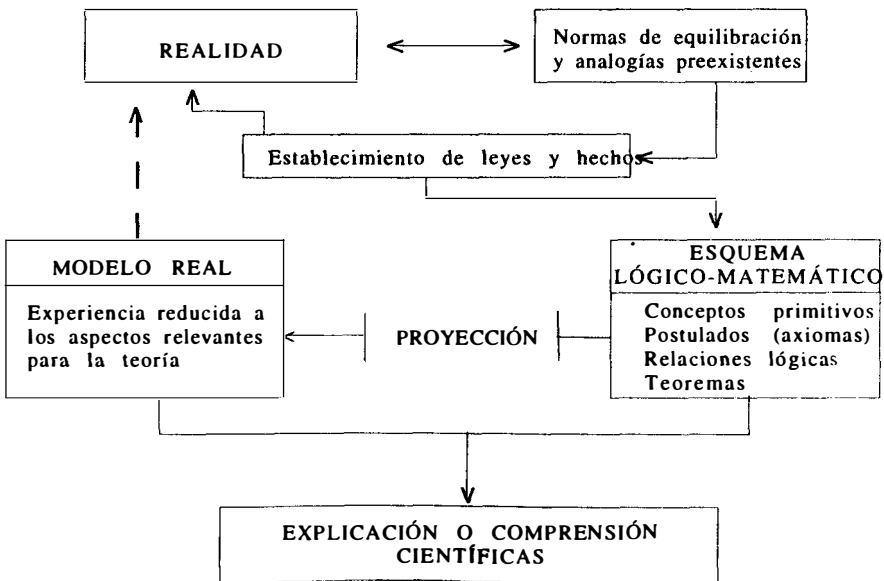 REALIDAD
Normas de equilibración
y analogías preexistentes
Establecimiento de leyes y hechos
MODELO REAL
Experiencia reducida a
los aspectos relevantes
para la teoría
PROYECCIÓN
ESQUEMA
LÓGICO-MATEMÁTICO
Conceptos primitivos
Postulados (axiomas)
Relaciones lógicas
Teoremas
EXPLICACIÓN O COMPRENSIÓN
CIENTÍFICAS